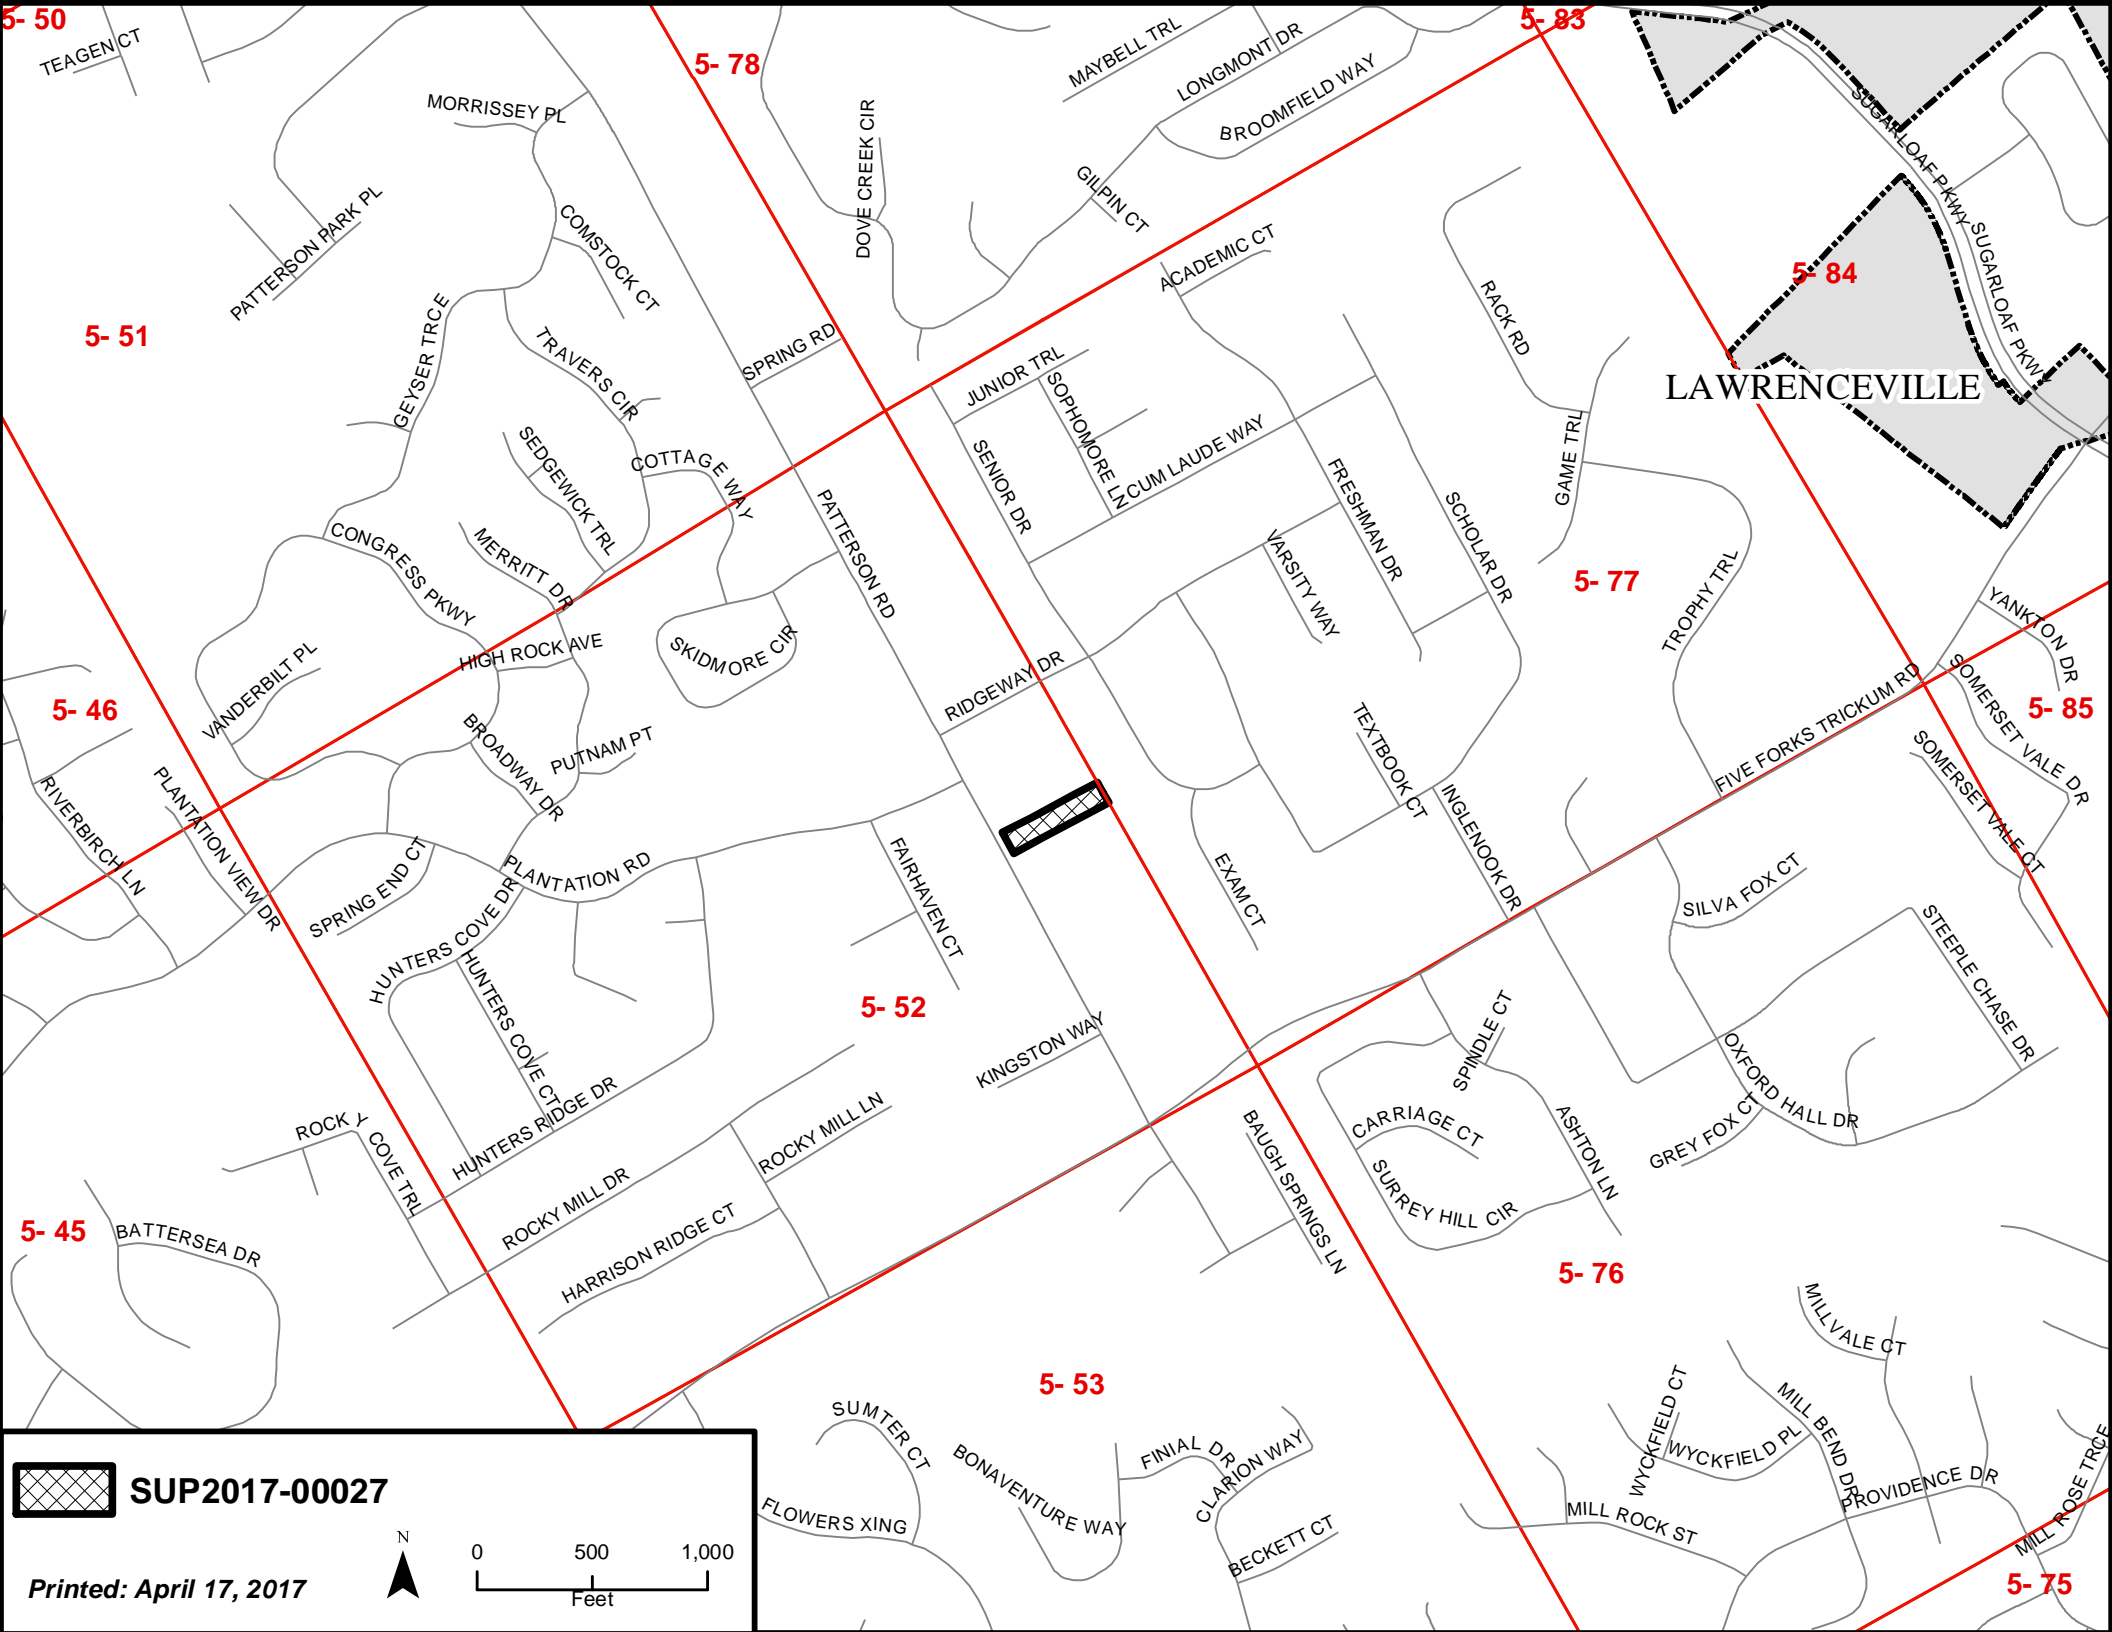 5- 50
TEAGEN CT
5- 78
MAYBELL TRL
LONGMONT DR
BROOMFIELD WAY
5- 83
SUGARLOAF PKWY
MORRISSEY PL
DOVE CREEK CIR
GILPIN CT
PATTERSON PARK PL
COMSTOCK CT
ACADEMIC CT
SUGARLOAF PKWY
5- 84
5- 51
GEYSER TRCE
TRAVERS CIR
SPRING RD
JUNIOR TRL
RACK RD
LAWRENCEVILLE
SOPHOMORE LN
SEDGEWICK TRL
COTTAGE WAY
SENIOR DR
CUM LAUDE WAY
GAME TRL
FRESHMAN DR
SCHOLAR DR
PATTERSON RD
CONGRESS PKWY
MERRITT DR
VARSITY WAY
5- 77
TROPHY TRL
YANKTON DR
HIGH ROCK AVE
SKIDMORE CIR
VANDERBILT PL
RIDGEWAY DR
5- 46
BROADWAY DR
PUTNAM PT
TEXTBOOK CT
FIVE FORKS TRICKUM RD
SOMERSET VALE DR
5- 85
SOMERSET VALE CT
RIVERBIRCH LN
PLANTATION VIEW DR
INGLENOOK DR
SPRING END CT
PLANTATION RD
FAIRHAVEN CT
EXAM CT
SILVA FOX CT
STEEPLE CHASE DR
HUNTERS COVE DR
HUNTERS COVE CT
5- 52
KINGSTON WAY
SPINDLE CT
OXFORD HALL DR
HUNTERS RIDGE DR
ROCKY COVE TRL
ROCKY MILL LN
CARRIAGE CT
ASHTON LN
GREY FOX CT
BAUGH SPRINGS LN
SURREY HILL CIR
ROCKY MILL DR
HARRISON RIDGE CT
5- 45
BATTERSEA DR
5- 76
MILLVALE CT
5- 53
SUMTER CT
BONAVENTURE WAY
FINIAL DR
CLARION WAY
WYCKFIELD CT
WYCKFIELD PL
MILL BEND DR
PROVIDENCE DR
MILL ROSE TRCE
FLOWERS XING
BECKETT CT
MILL ROCK ST
5- 75
SUP2017-00027
N
0 500 1,000
Feet
Printed: April 17, 2017